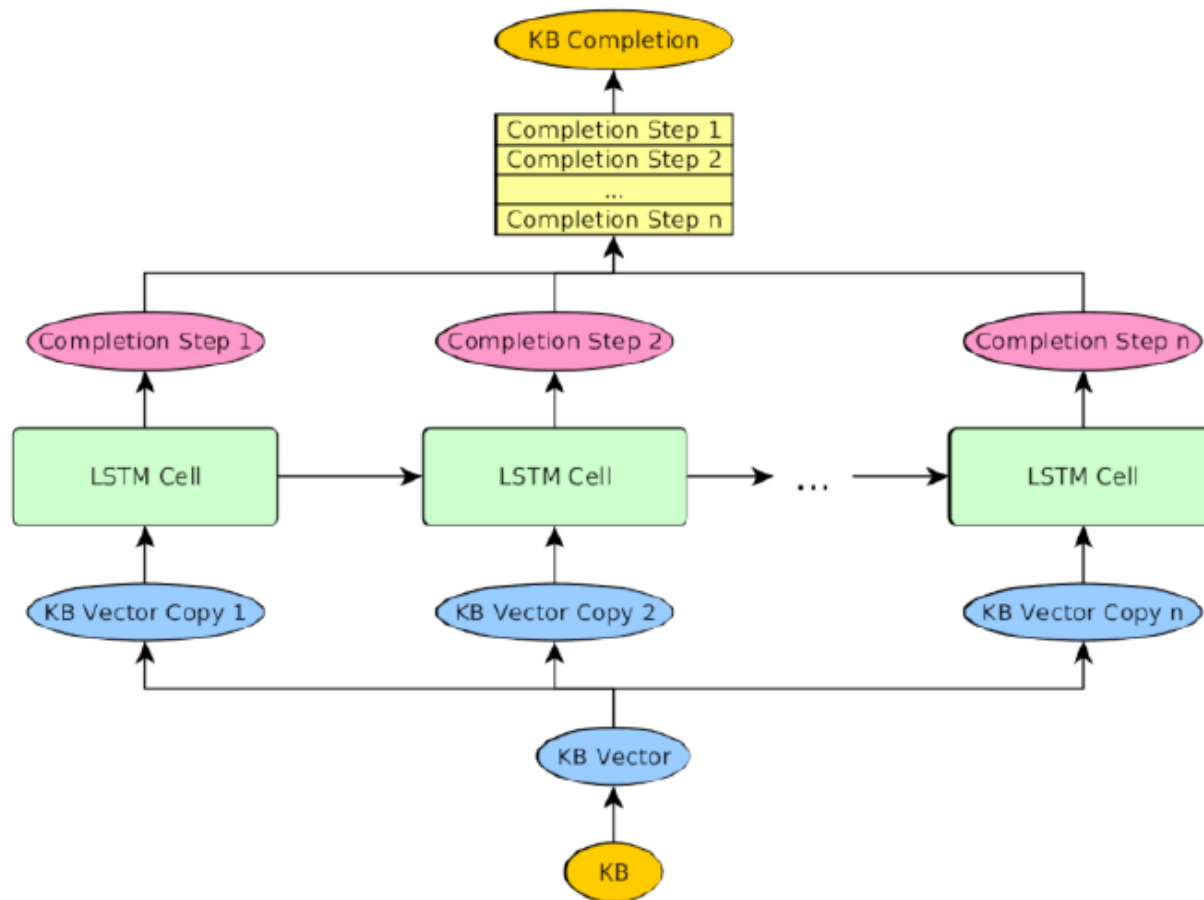 KB Completion
Completion Step 1
Completion Step 2
...
Completion Step n
Completion Step 1
Completion Step 2
Completion Step n
LSTM Cell
LSTM Cell
...
LSTM Cell
KB Vector Copy 1
KB Vector Copy 2
KB Vector Copy n
KB Vector
KB